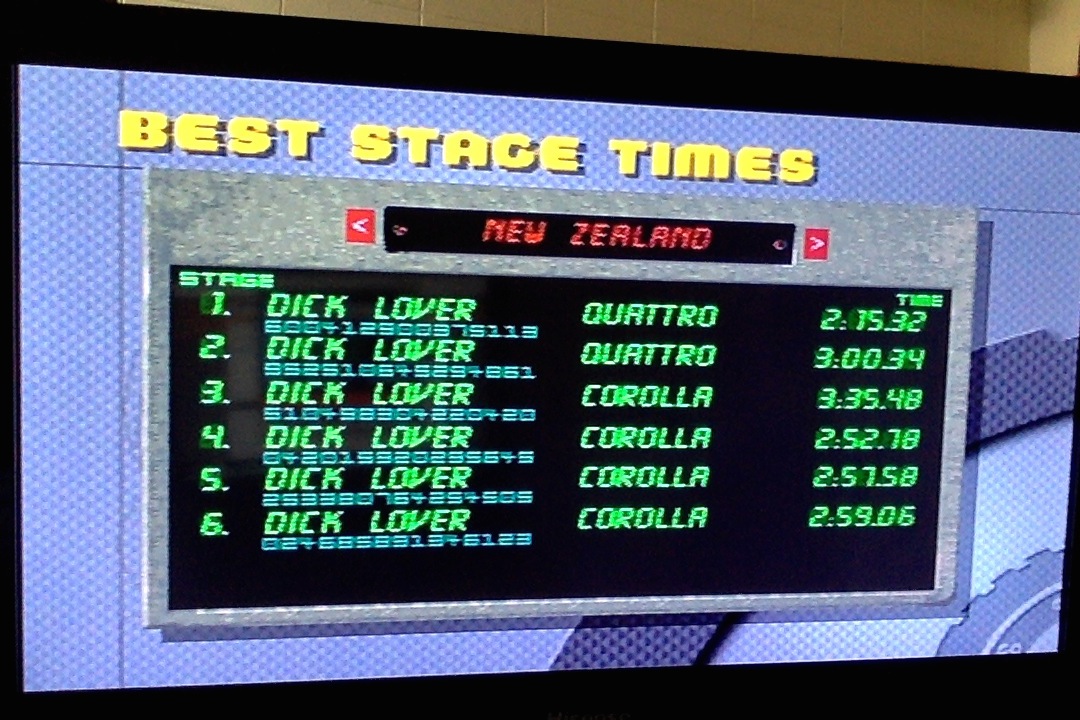 BEST STAGE TIMES
< NEW ZEALAND >
STAGE TIME
1. DICK LOVER QUATTRO 2:15.32
2. DICK LOVER QUATTRO 3:00.34
3. DICK LOVER COROLLA 3:35.48
4. DICK LOVER COROLLA 2:52.78
5. DICK LOVER COROLLA 2:57.58
6. DICK LOVER COROLLA 2:59.06
Hisense